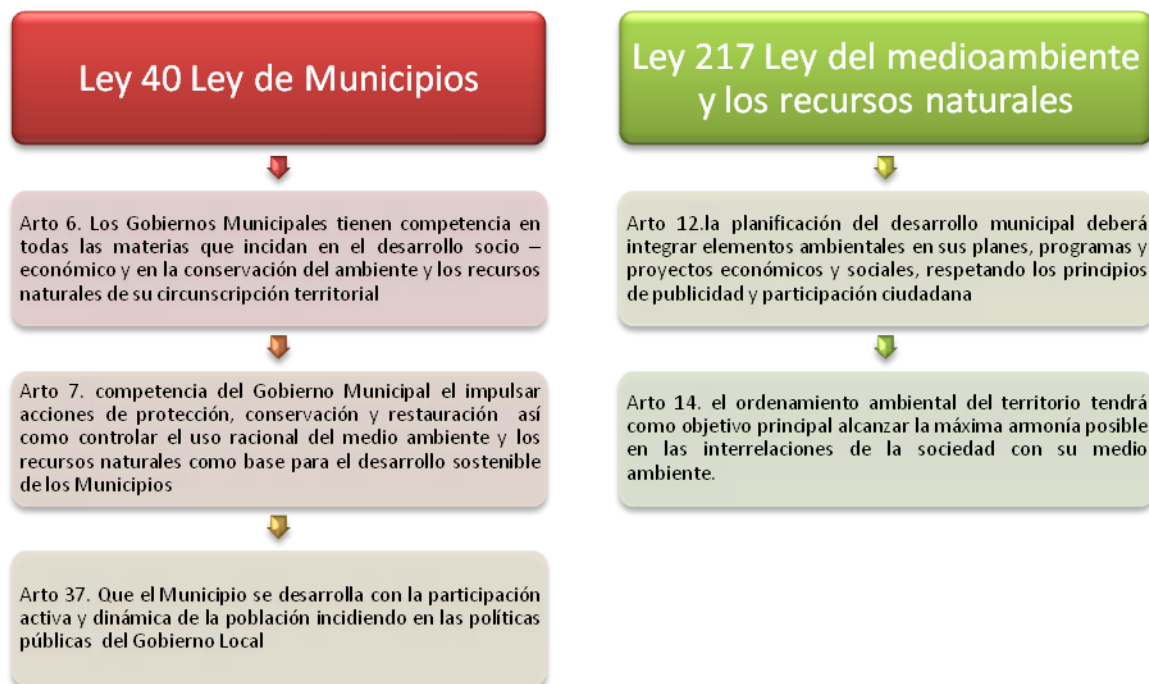 Ley 40 Ley de Municipios
Arto 6. Los Gobiernos Municipales tienen competencia en
todas las materias que incidan en el desarrollo socio –
económico y en la conservación del ambiente y los recursos
naturales de su circunscripción territorial
Arto 7. competencia del Gobierno Municipal el impulsar
acciones de protección, conservación y restauración así
como controlar el uso racional del medio ambiente y los
recursos naturales como base para el desarrollo sostenible
de los Municipios
Arto 37. Que el Municipio se desarrolla con la participación
activa y dinámica de la población incidiendo en las políticas
públicas del Gobierno Local
Ley 217 Ley del medioambiente
y los recursos naturales
Arto 12.la planificación del desarrollo municipal deberá
integrar elementos ambientales en sus planes, programas y
proyectos económicos y sociales, respetando los principios
de publicidad y participación ciudadana
Arto 14. el ordenamiento ambiental del territorio tendrá
como objetivo principal alcanzar la máxima armonía posible
en las interrelaciones de la sociedad con su medio
ambiente.